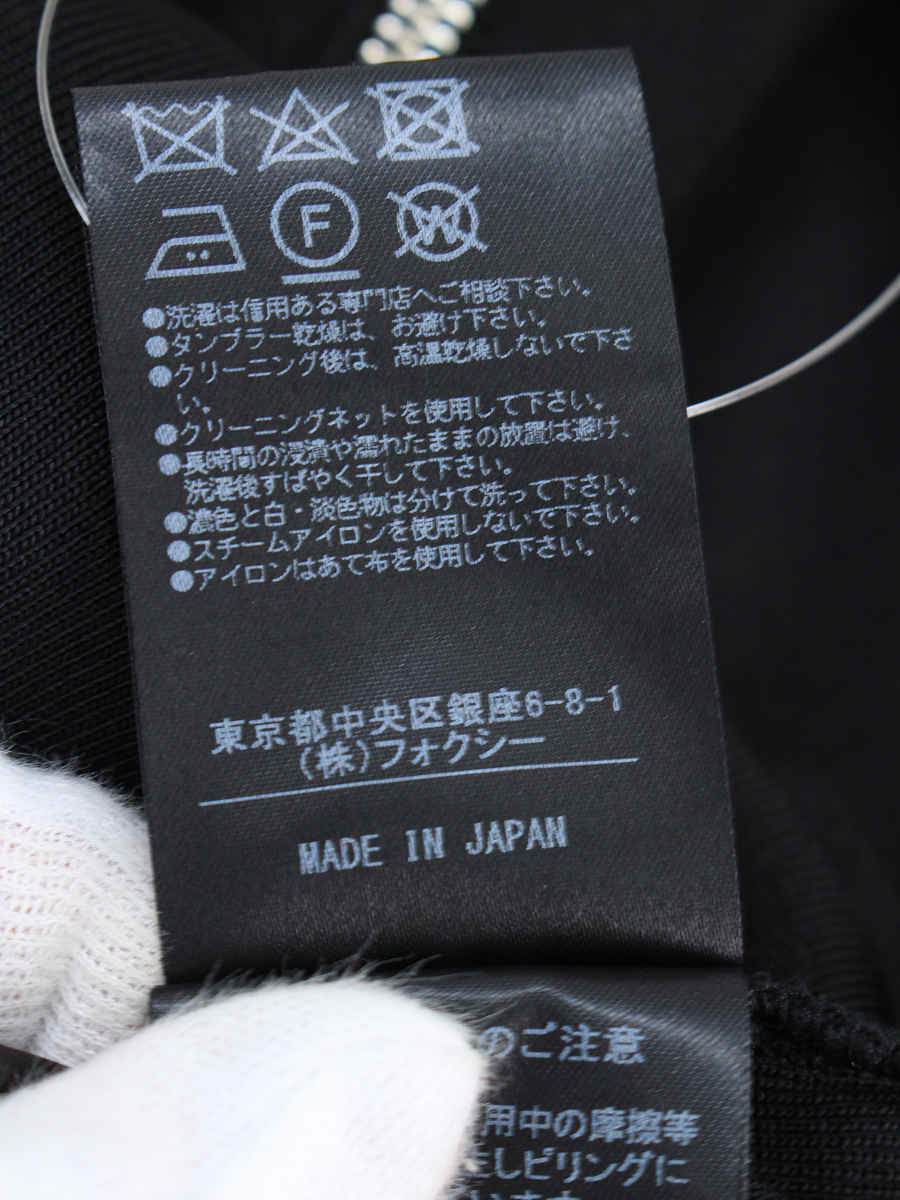 F
W
●洗濯は信用ある専門店へご相談下さい。
●タンブラー乾燥は、お避け下さい。
●クリーニング後は、高温乾燥しないで下さ
い。
●クリーニングネットを使用して下さい。
●長時間の浸漬や濡れたままの放置は避け、
洗濯後すばやく干して下さい。
●濃色と白・淡色物は分けて洗って下さい。
●スチームアイロンを使用しないで下さい。
●アイロンはあて布を使用して下さい。
東京都中央区銀座6-8-1
(株)フォクシー
MADE IN JAPAN
のご注意
用中の摩擦等
生しピリングに
います